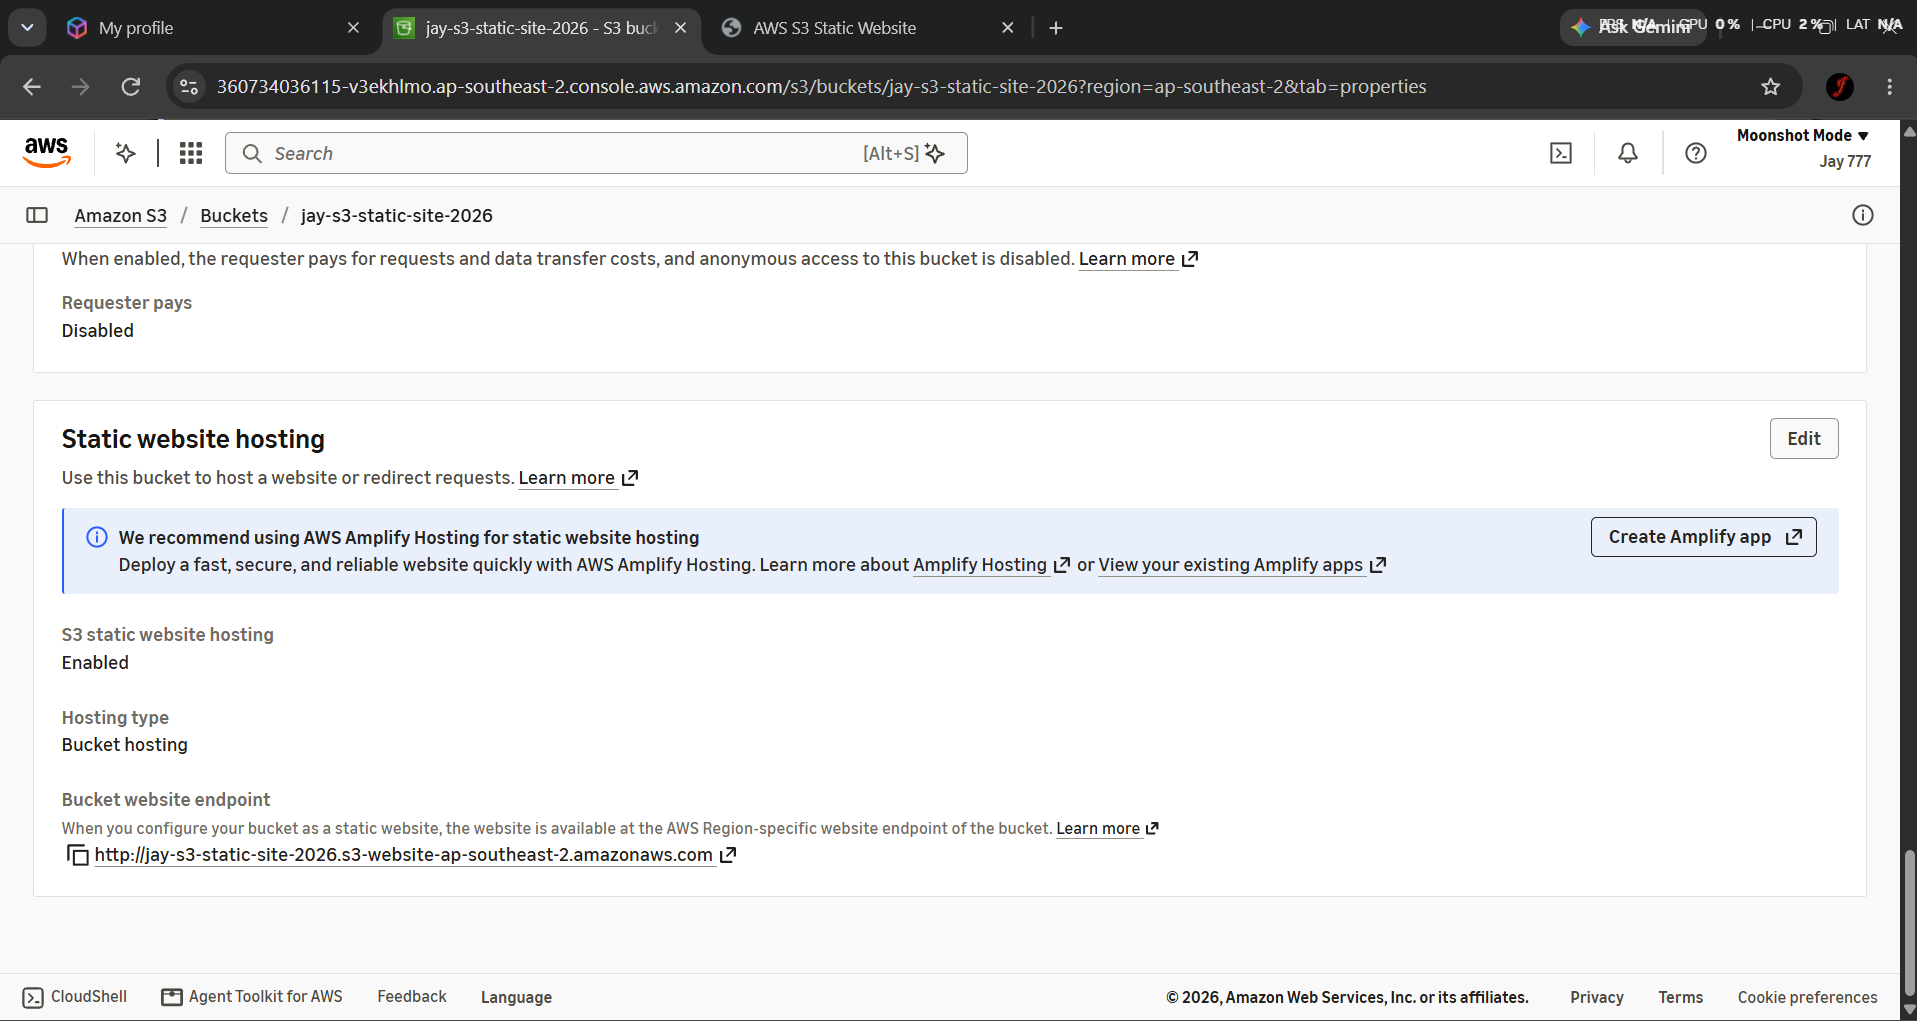 My profile
jay-s3-static-site-2026 - S3 buc
AWS S3 Static Website
Ask Gemini
N/A GPU 0% CPU 2% LAT N/A
360734036115-v3ekhlmo.ap-southeast-2.console.aws.amazon.com/s3/buckets/jay-s3-static-site-2026?region=ap-southeast-2&tab=properties
aws
Search
[Alt+S]
Moonshot Mode
Jay 777
Amazon S3 / Buckets / jay-s3-static-site-2026
When enabled, the requester pays for requests and data transfer costs, and anonymous access to this bucket is disabled. Learn more
Requester pays
Disabled
Static website hosting
Edit
Use this bucket to host a website or redirect requests. Learn more
We recommend using AWS Amplify Hosting for static website hosting
Create Amplify app
Deploy a fast, secure, and reliable website quickly with AWS Amplify Hosting. Learn more about Amplify Hosting or View your existing Amplify apps
S3 static website hosting
Enabled
Hosting type
Bucket hosting
Bucket website endpoint
When you configure your bucket as a static website, the website is available at the AWS Region-specific website endpoint of the bucket. Learn more
http://jay-s3-static-site-2026.s3-website-ap-southeast-2.amazonaws.com
CloudShell
Agent Toolkit for AWS
Feedback
Language
© 2026, Amazon Web Services, Inc. or its affiliates.
Privacy
Terms
Cookie preferences